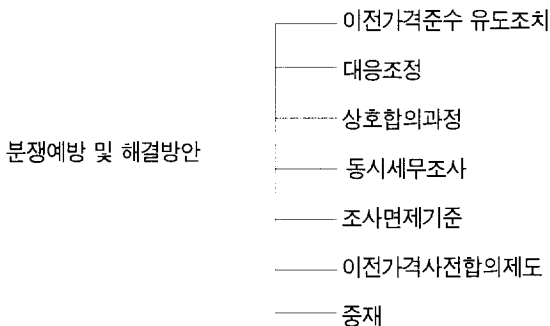 이전가격준수 유도조치
대응조정
상호합의과정
분쟁예방 및 해결방안
동시세무조사
조사면제기준
이전가격사전합의제도
중재